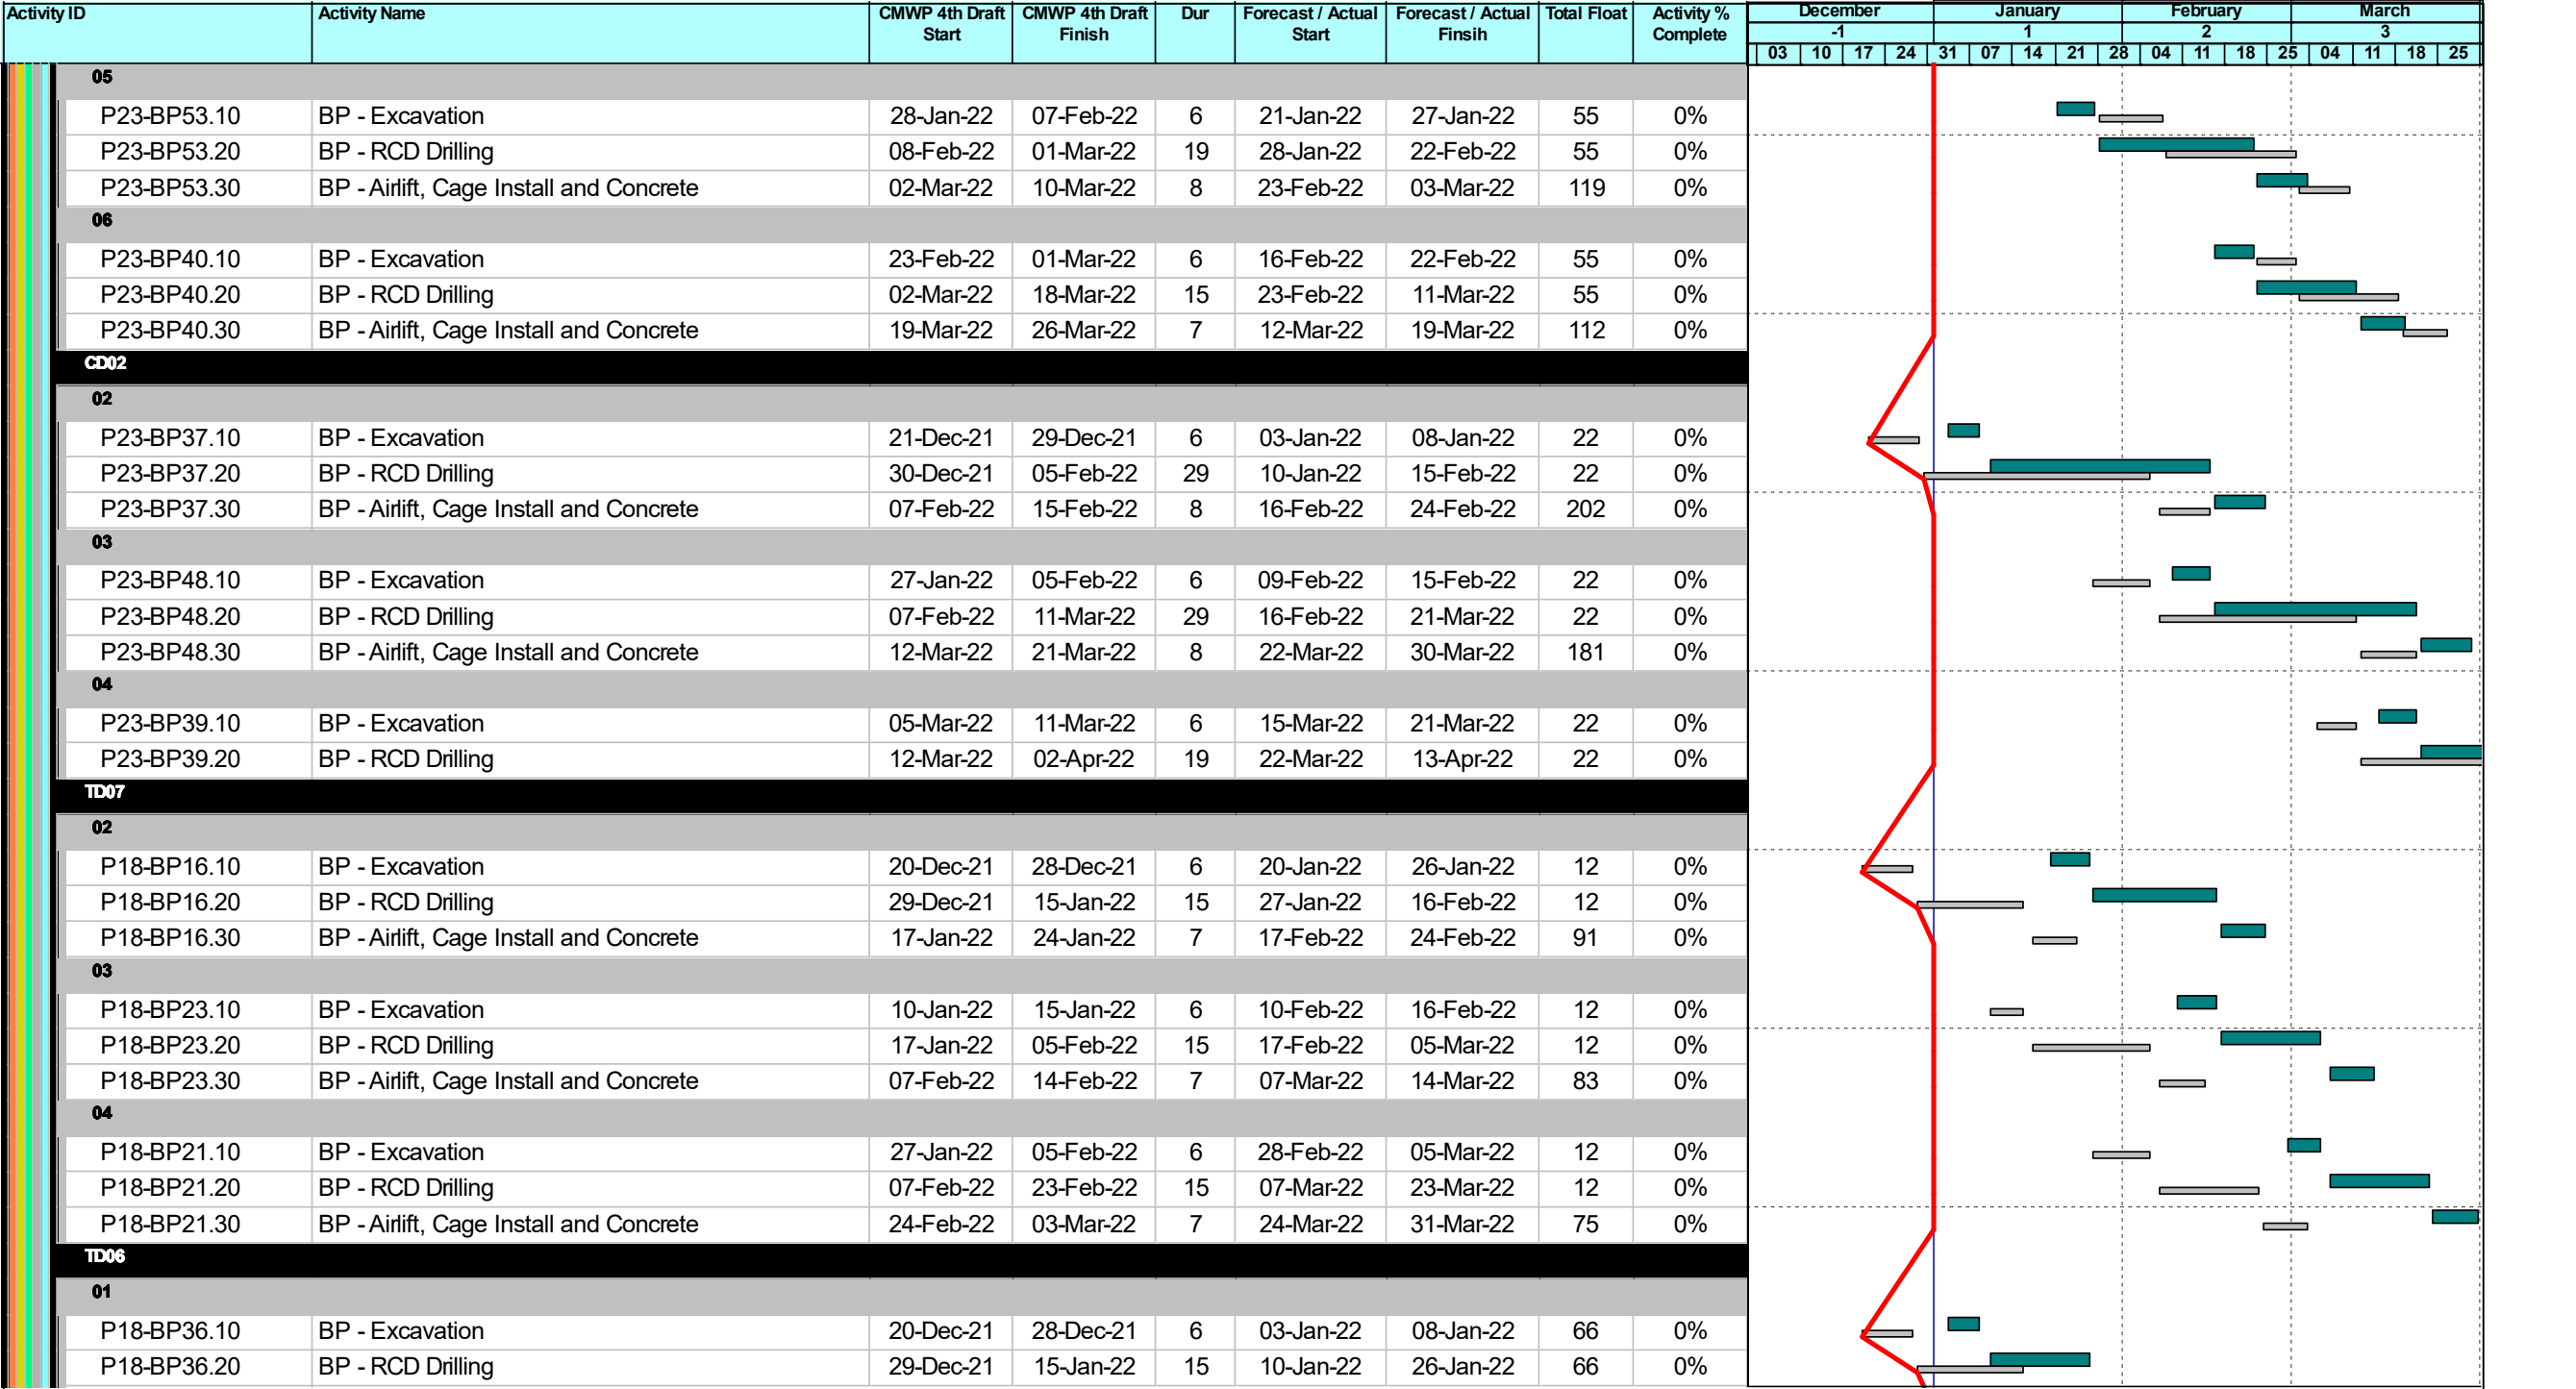 Activity ID Activity Name CMWP 4th Draft Start CMWP 4th Draft Finish Dur Forecast / Actual Start Forecast / Actual Finsih Total Float Activity % Complete December January February March
-1 1 2 3
03 10 17 24 31 07 14 21 28 04 11 18 25 04 11 18 25
05
P23-BP53.10 BP - Excavation 28-Jan-22 07-Feb-22 6 21-Jan-22 27-Jan-22 55 0%
P23-BP53.20 BP - RCD Drilling 08-Feb-22 01-Mar-22 19 28-Jan-22 22-Feb-22 55 0%
P23-BP53.30 BP - Airlift, Cage Install and Concrete 02-Mar-22 10-Mar-22 8 23-Feb-22 03-Mar-22 119 0%
06
P23-BP40.10 BP - Excavation 23-Feb-22 01-Mar-22 6 16-Feb-22 22-Feb-22 55 0%
P23-BP40.20 BP - RCD Drilling 02-Mar-22 18-Mar-22 15 23-Feb-22 11-Mar-22 55 0%
P23-BP40.30 BP - Airlift, Cage Install and Concrete 19-Mar-22 26-Mar-22 7 12-Mar-22 19-Mar-22 112 0%
CD02
02
P23-BP37.10 BP - Excavation 21-Dec-21 29-Dec-21 6 03-Jan-22 08-Jan-22 22 0%
P23-BP37.20 BP - RCD Drilling 30-Dec-21 05-Feb-22 29 10-Jan-22 15-Feb-22 22 0%
P23-BP37.30 BP - Airlift, Cage Install and Concrete 07-Feb-22 15-Feb-22 8 16-Feb-22 24-Feb-22 202 0%
03
P23-BP48.10 BP - Excavation 27-Jan-22 05-Feb-22 6 09-Feb-22 15-Feb-22 22 0%
P23-BP48.20 BP - RCD Drilling 07-Feb-22 11-Mar-22 29 16-Feb-22 21-Mar-22 22 0%
P23-BP48.30 BP - Airlift, Cage Install and Concrete 12-Mar-22 21-Mar-22 8 22-Mar-22 30-Mar-22 181 0%
04
P23-BP39.10 BP - Excavation 05-Mar-22 11-Mar-22 6 15-Mar-22 21-Mar-22 22 0%
P23-BP39.20 BP - RCD Drilling 12-Mar-22 02-Apr-22 19 22-Mar-22 13-Apr-22 22 0%
TD07
02
P18-BP16.10 BP - Excavation 20-Dec-21 28-Dec-21 6 20-Jan-22 26-Jan-22 12 0%
P18-BP16.20 BP - RCD Drilling 29-Dec-21 15-Jan-22 15 27-Jan-22 16-Feb-22 12 0%
P18-BP16.30 BP - Airlift, Cage Install and Concrete 17-Jan-22 24-Jan-22 7 17-Feb-22 24-Feb-22 91 0%
03
P18-BP23.10 BP - Excavation 10-Jan-22 15-Jan-22 6 10-Feb-22 16-Feb-22 12 0%
P18-BP23.20 BP - RCD Drilling 17-Jan-22 05-Feb-22 15 17-Feb-22 05-Mar-22 12 0%
P18-BP23.30 BP - Airlift, Cage Install and Concrete 07-Feb-22 14-Feb-22 7 07-Mar-22 14-Mar-22 83 0%
04
P18-BP21.10 BP - Excavation 27-Jan-22 05-Feb-22 6 28-Feb-22 05-Mar-22 12 0%
P18-BP21.20 BP - RCD Drilling 07-Feb-22 23-Feb-22 15 07-Mar-22 23-Mar-22 12 0%
P18-BP21.30 BP - Airlift, Cage Install and Concrete 24-Feb-22 03-Mar-22 7 24-Mar-22 31-Mar-22 75 0%
TD06
01
P18-BP36.10 BP - Excavation 20-Dec-21 28-Dec-21 6 03-Jan-22 08-Jan-22 66 0%
P18-BP36.20 BP - RCD Drilling 29-Dec-21 15-Jan-22 15 10-Jan-22 26-Jan-22 66 0%